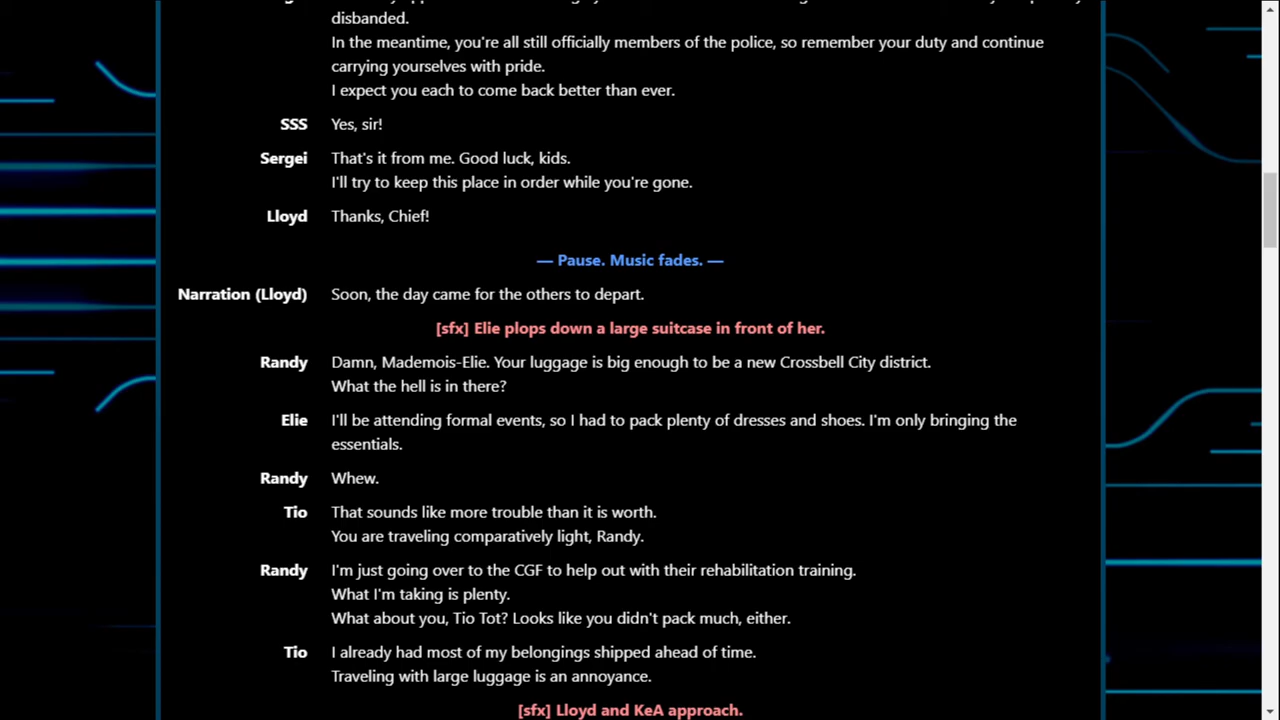 disbanded.
In the meantime, you're all still officially members of the police, so remember your duty and continue
carrying yourselves with pride.
I expect you each to come back better than ever.
SSS Yes, sir!
Sergei That's it from me. Good luck, kids.
I'll try to keep this place in order while you're gone.
Lloyd Thanks, Chief!
— Pause. Music fades. —
Narration (Lloyd) Soon, the day came for the others to depart.
[sfx] Elie plops down a large suitcase in front of her.
Randy Damn, Mademois-Elie. Your luggage is big enough to be a new Crossbell City district.
What the hell is in there?
Elie I'll be attending formal events, so I had to pack plenty of dresses and shoes. I'm only bringing the
essentials.
Randy Whew.
Tio That sounds like more trouble than it is worth.
You are traveling comparatively light, Randy.
Randy I'm just going over to the CGF to help out with their rehabilitation training.
What I'm taking is plenty.
What about you, Tio Tot? Looks like you didn't pack much, either.
Tio I already had most of my belongings shipped ahead of time.
Traveling with large luggage is an annoyance.
[sfx] Lloyd and KeA approach.